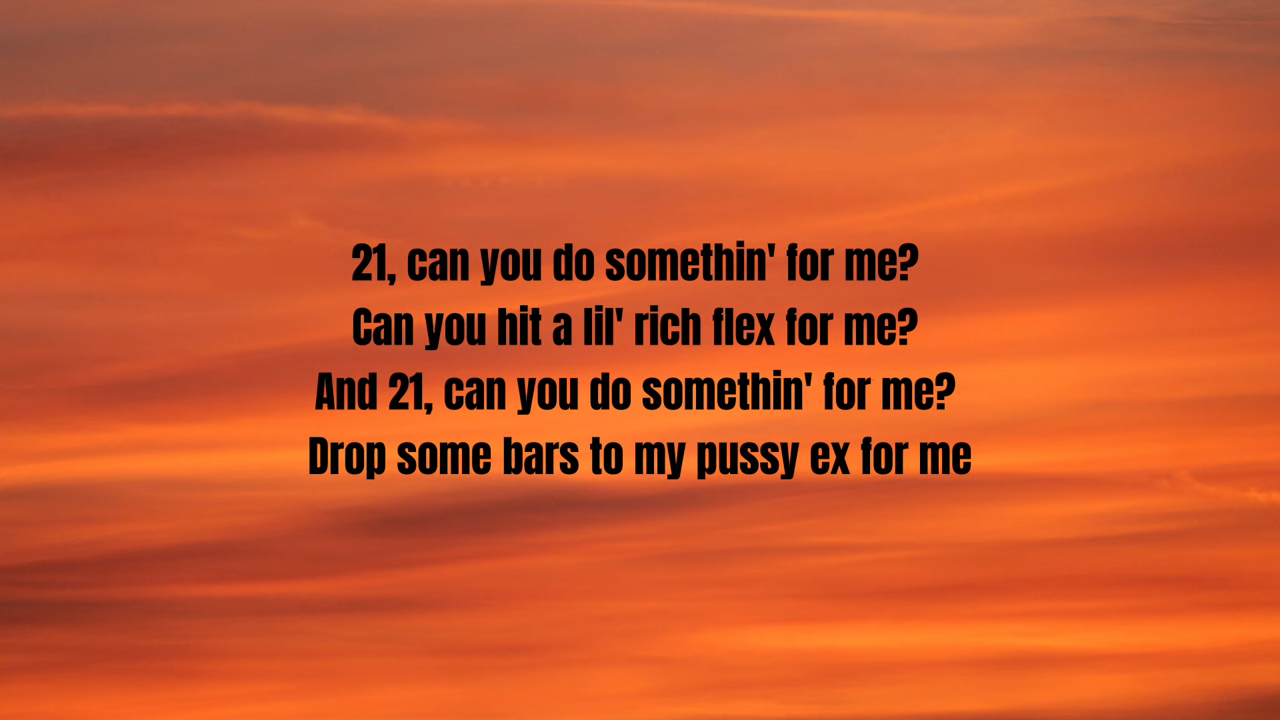 21, can you do somethin' for me?
Can you hit a lil' rich flex for me?
And 21, can you do somethin' for me?
Drop some bars to my pussy ex for me